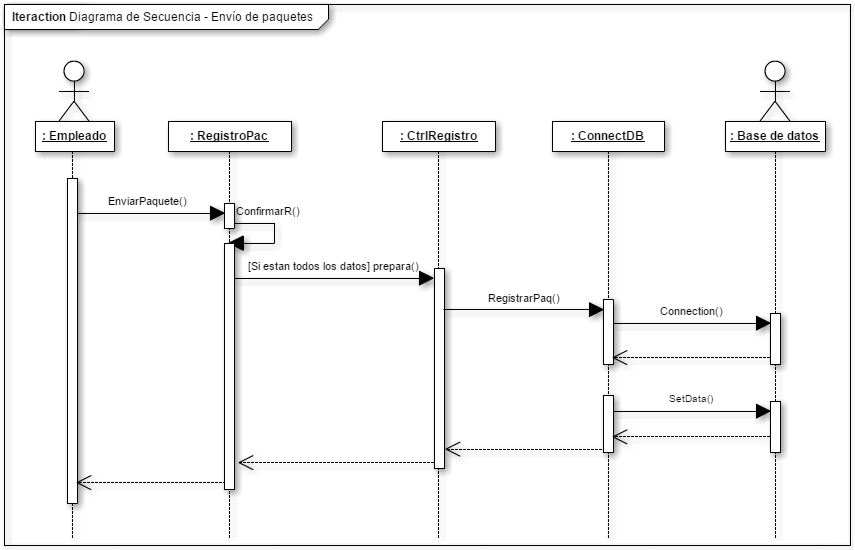 Iteraction Diagrama de Secuencia - Envío de paquetes
: Empleado
: RegistroPac
: CtrlRegistro
: ConnectDB
: Base de datos
EnviarPaquete()
ConfirmarR()
[Si estan todos los datos] prepara()
RegistrarPaq()
Connection()
SetData()